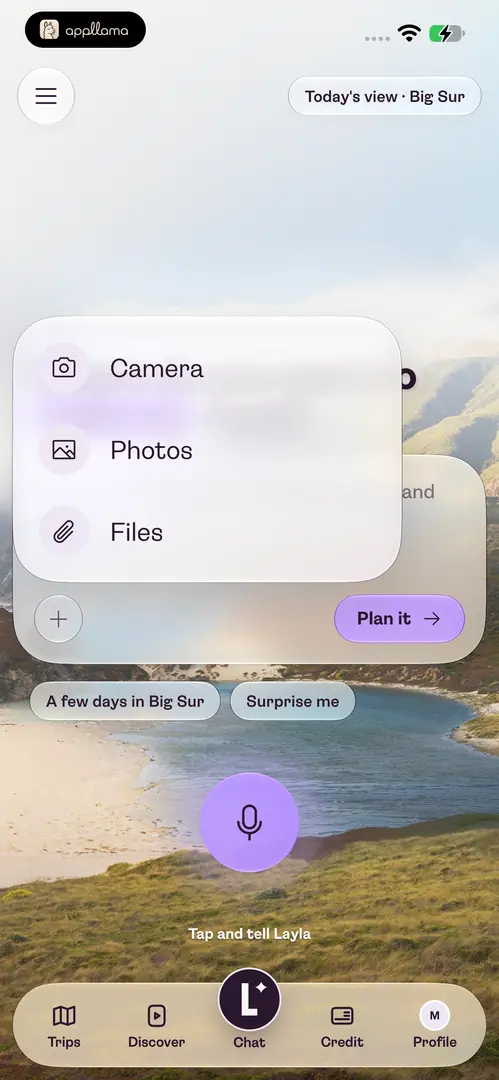 appllama
Today's view · Big Sur
Camera
Photos
and
Files
Plan it
A few days in Big Sur
Surprise me
Tap and tell Layla
L
M
Trips
Discover
Chat
Credit
Profile